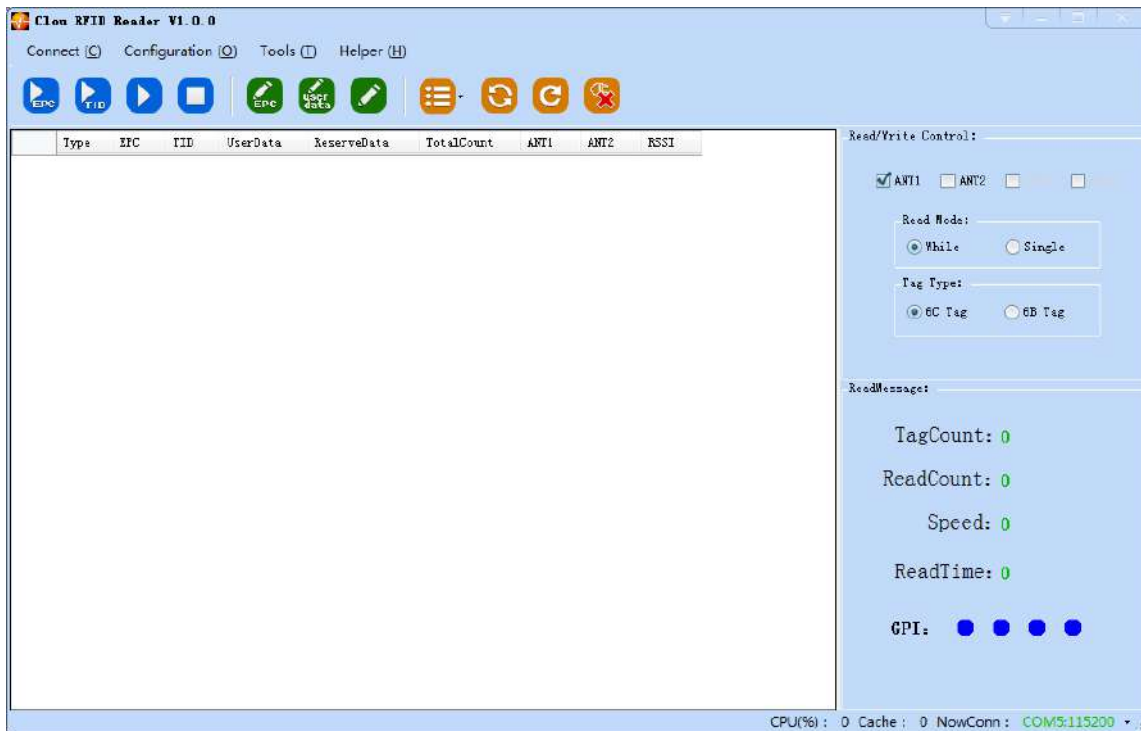 Clou RFID Reader V1.0.0
Connect (C) Configuration (O) Tools (T) Helper (H)
EPC TID EPC user data
Type EPC TID UserData ReserveData TotalCount ANT1 ANT2 RSSI
Read/Write Control:
ANT1 ANT2
Read Mode:
While Single
Tag Type:
6C Tag 6B Tag
ReadMessage:
TagCount: 0
ReadCount: 0
Speed: 0
ReadTime: 0
GPI:
CPU(%) : 0 Cache : 0 NowConn : COM5:115200